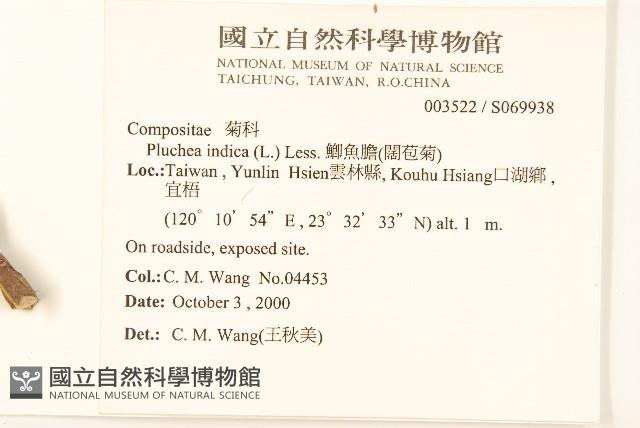 國立自然科學博物館
NATIONAL MUSEUM OF NATURAL SCIENCE
TAICHUNG, TAIWAN, R.O.CHINA
003522 / S069938
Compositae 菊科
Pluchea indica (L.) Less. 鯽魚膽(闊苞菊)
Loc.:Taiwan , Yunlin Hsien雲林縣, Kouhu Hsiang口湖鄉 ,
宜梧
(120° 10' 54" E , 23° 32' 33" N) alt. 1 m.
On roadside, exposed site.
Col.: C. M. Wang No.04453
Date: October 3 , 2000
Det.: C. M. Wang(王秋美)
國立自然科學博物館
NATIONAL MUSEUM OF NATURAL SCIENCE